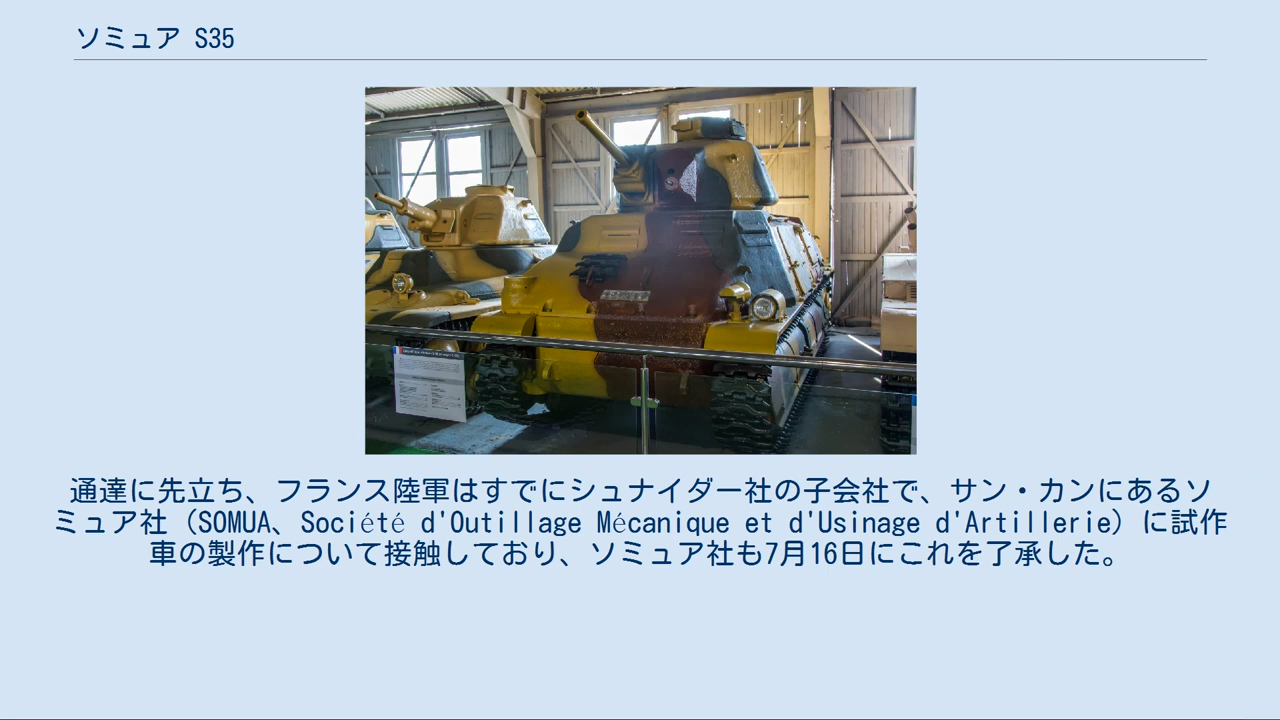 ソミュア S35
通達に先立ち、フランス陸軍はすでにシュナイダー社の子会社で、サン・カンにあるソ
ミュア社（SOMUA、Société d'Outillage Mécanique et d'Usinage d'Artillerie）に試作
車の製作について接触しており、ソミュア社も7月16日にこれを了承した。